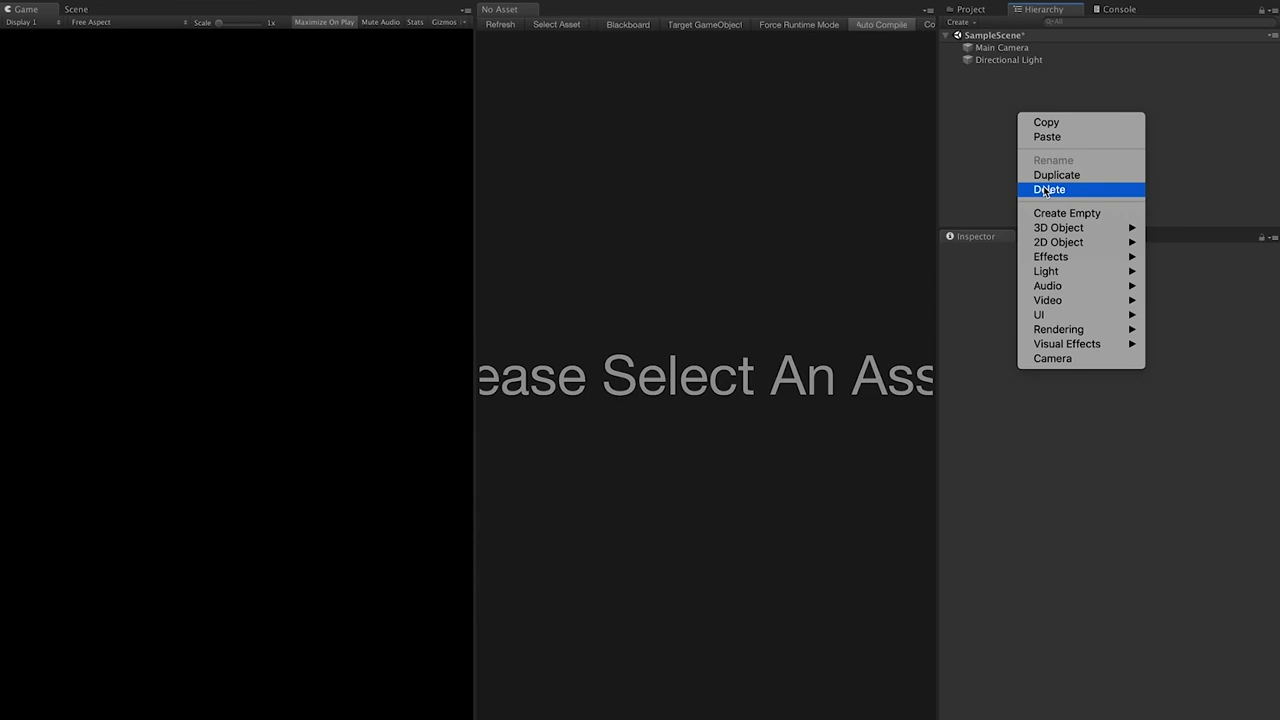 Game Scene
Display 1 Free Aspect Scale 1x Maximize On Play Mute Audio Stats Gizmos
No Asset
Refresh Select Asset Blackboard Target GameObject Force Runtime Mode Auto Compile Co
ease Select An Ass
Project Hierarchy Console
Create All
SampleScene*
Main Camera
Directional Light
Inspector
Copy
Paste
Rename
Duplicate
Delete
Create Empty
3D Object
2D Object
Effects
Light
Audio
Video
UI
Rendering
Visual Effects
Camera